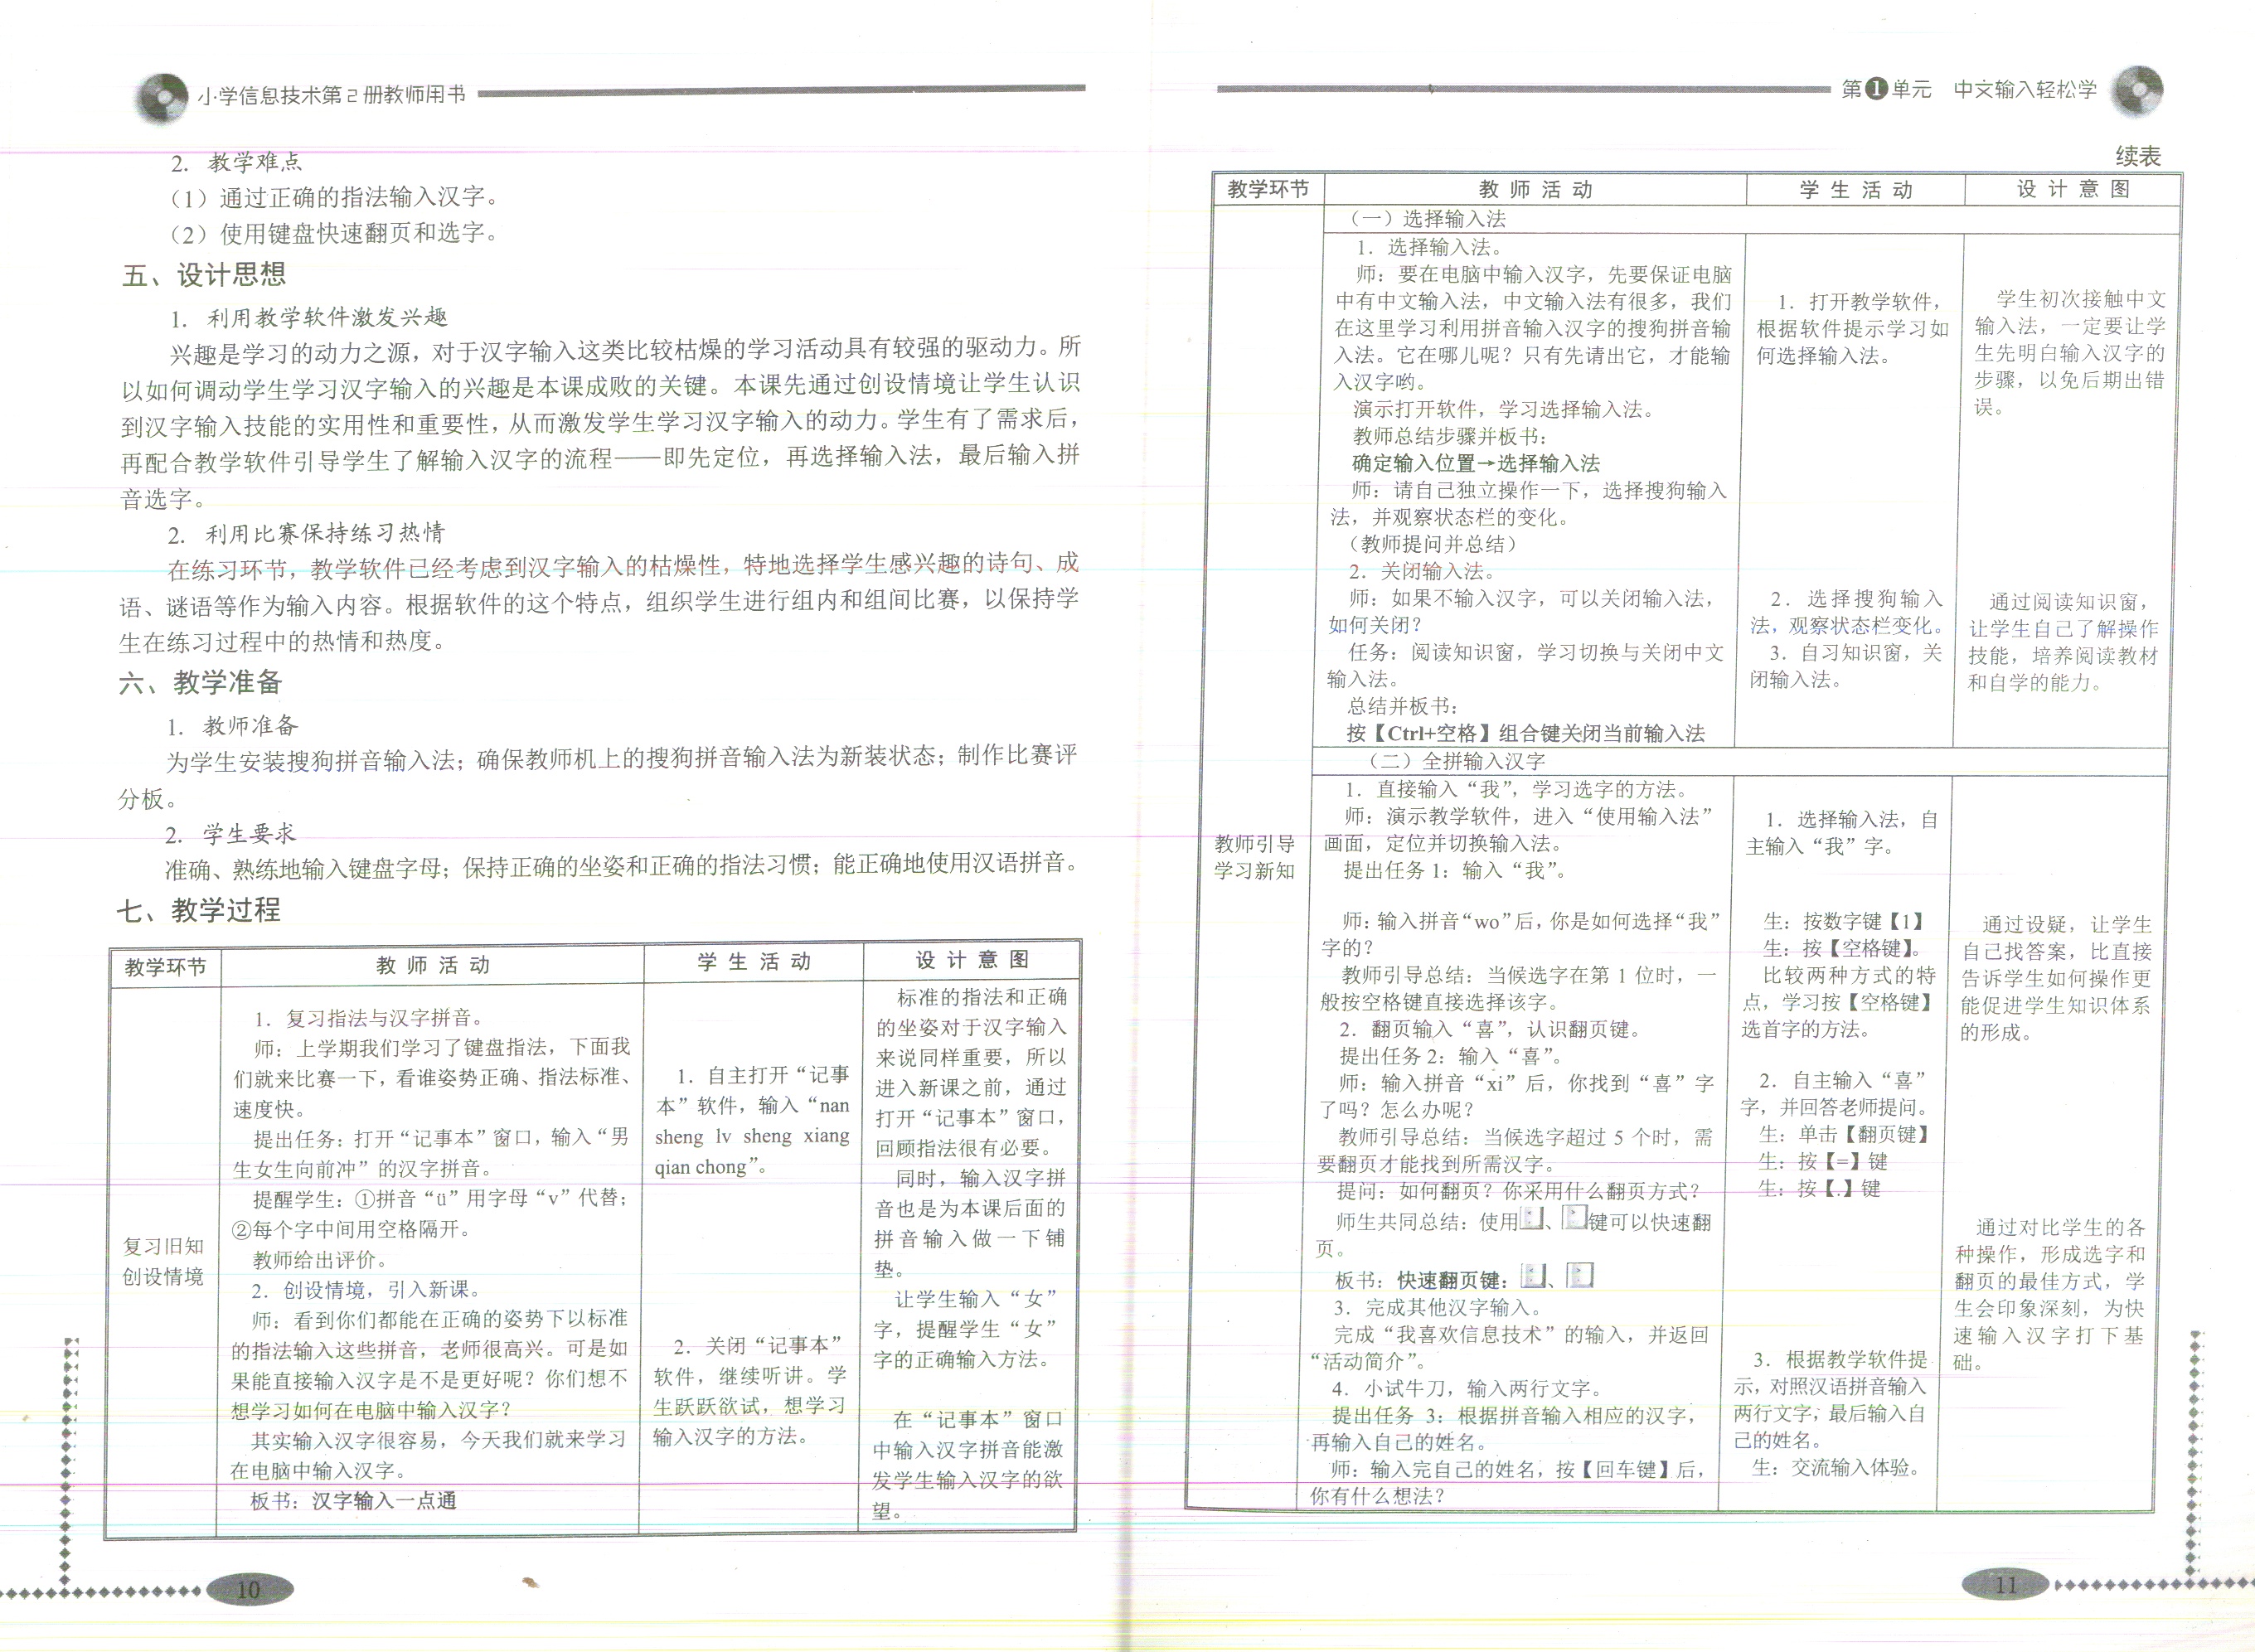 小学信息技术第2册教师用书
2. 教学难点
（1）通过正确的指法输入汉字。
（2）使用键盘快速翻页和选字。
五、设计思想
1. 利用教学软件激发兴趣
兴趣是学习的动力之源，对于汉字输入这类比较枯燥的学习活动具有较强的驱动力。所
以如何调动学生学习汉字输入的兴趣是本课成败的关键。本课先通过创设情境让学生认识
到汉字输入技能的实用性和重要性，从而激发学生学习汉字输入的动力。学生有了需求后，
再配合教学软件引导学生了解输入汉字的流程——即先定位，再选择输入法，最后输入拼
音选字。
2. 利用比赛保持练习热情
在练习环节，教学软件已经考虑到汉字输入的枯燥性，特地选择学生感兴趣的诗句、成
语、谜语等作为输入内容。根据软件的这个特点，组织学生进行组内和组间比赛，以保持学
生在练习过程中的热情和热度。
六、教学准备
1. 教师准备
为学生安装搜狗拼音输入法；确保教师机上的搜狗拼音输入法为新装状态；制作比赛评
分板。
2. 学生要求
准确、熟练地输入键盘字母；保持正确的坐姿和正确的指法习惯；能正确地使用汉语拼音。
七、教学过程
教学环节
教 师 活 动
学 生 活 动
设 计 意 图
复习旧知
创设情境
1. 复习指法与汉字拼音。
师：上学期我们学习了键盘指法，下面我
们就来比赛一下，看谁姿势正确、指法标准、
速度快。
提出任务：打开“记事本”窗口，输入“男
生女生向前冲”的汉字拼音。
提醒学生：①拼音“ü”用字母“v”代替；
②每个字中间用空格隔开。
教师给出评价。
2. 创设情境，引入新课。
师：看到你们都能在正确的姿势下以标准
的指法输入这些拼音，老师很高兴。可是如
果能直接输入汉字是不是更好呢？你们想不
想学习如何在电脑中输入汉字？
其实输入汉字很容易，今天我们就来学习
在电脑中输入汉字。
板书：汉字输入一点通
1. 自主打开“记事
本”软件，输入“nan
sheng lv sheng xiang
qian chong”。
2. 关闭“记事本”
软件，继续听讲。学
生跃跃欲试，想学习
输入汉字的方法。
标准的指法和正确
的坐姿对于汉字输入
来说同样重要，所以
进入新课之前，通过
打开“记事本”窗口，
回顾指法很有必要。
同时，输入汉字拼
音也是为本课后面的
拼音输入做一下铺
垫。
让学生输入“女”
字，提醒学生“女”
字的正确输入方法。
在“记事本”窗口
中输入汉字拼音能激
发学生输入汉字的欲
望。
10
第1单元 中文输入轻松学
续表
教学环节
教 师 活 动
学 生 活 动
设 计 意 图
教师引导
学习新知
（一）选择输入法
1. 选择输入法。
师：要在电脑中输入汉字，先要保证电脑
中有中文输入法，中文输入法有很多，我们
在这里学习利用拼音输入汉字的搜狗拼音输
入法。它在哪儿呢？只有先请出它，才能输
入汉字哟。
演示打开软件，学习选择输入法。
教师总结步骤并板书：
确定输入位置→选择输入法
师：请自己独立操作一下，选择搜狗输入
法，并观察状态栏的变化。
（教师提问并总结）
2. 关闭输入法。
师：如果不输入汉字，可以关闭输入法，
如何关闭？
任务：阅读知识窗，学习切换与关闭中文
输入法。
总结并板书：
按【Ctrl+空格】组合键关闭当前输入法
1. 打开教学软件，
根据软件提示学习如
何选择输入法。
2. 选择搜狗输入
法，观察状态栏变化。
3. 自习知识窗，关
闭输入法。
学生初次接触中文
输入法，一定要让学
生先明白输入汉字的
步骤，以免后期出错
误。
通过阅读知识窗，
让学生自己了解操作
技能，培养阅读教材
和自学的能力。
（二）全拼输入汉字
1. 直接输入“我”，学习选字的方法。
师：演示教学软件，进入“使用输入法”
画面，定位并切换输入法。
提出任务1：输入“我”。
师：输入拼音“wo”后，你是如何选择“我”
字的？
教师引导总结：当候选字在第1位时，一
般按空格键直接选择该字。
2. 翻页输入“喜”，认识翻页键。
提出任务2：输入“喜”。
师：输入拼音“xi”后，你找到“喜”字
了吗？怎么办呢？
教师引导总结：当候选字超过5个时，需
要翻页才能找到所需汉字。
提问：如何翻页？你采用什么翻页方式？
师生共同总结：使用、键可以快速翻
页。
板书：快速翻页键：、
3. 完成其他汉字输入。
完成“我喜欢信息技术”的输入，并返回
“活动简介”。
4. 小试牛刀，输入两行文字。
提出任务3：根据拼音输入相应的汉字，
再输入自己的姓名。
师：输入完自己的姓名，按【回车键】后，
你有什么想法？
1. 选择输入法，自
主输入“我”字。
生：按数字键【1】
生：按【空格键】。
比较两种方式的特
点，学习按【空格键】
选首字的方法。
2. 自主输入“喜”
字，并回答老师提问。
生：单击【翻页键】
生：按【=】键
生：按【.】键
3. 根据教学软件提
示，对照汉语拼音输入
两行文字，最后输入自
己的姓名。
生：交流输入体验。
通过设疑，让学生
自己找答案，比直接
告诉学生如何操作更
能促进学生知识体系
的形成。
通过对比学生的各
种操作，形成选字和
翻页的最佳方式，学
生会印象深刻，为快
速输入汉字打下基
础。
11